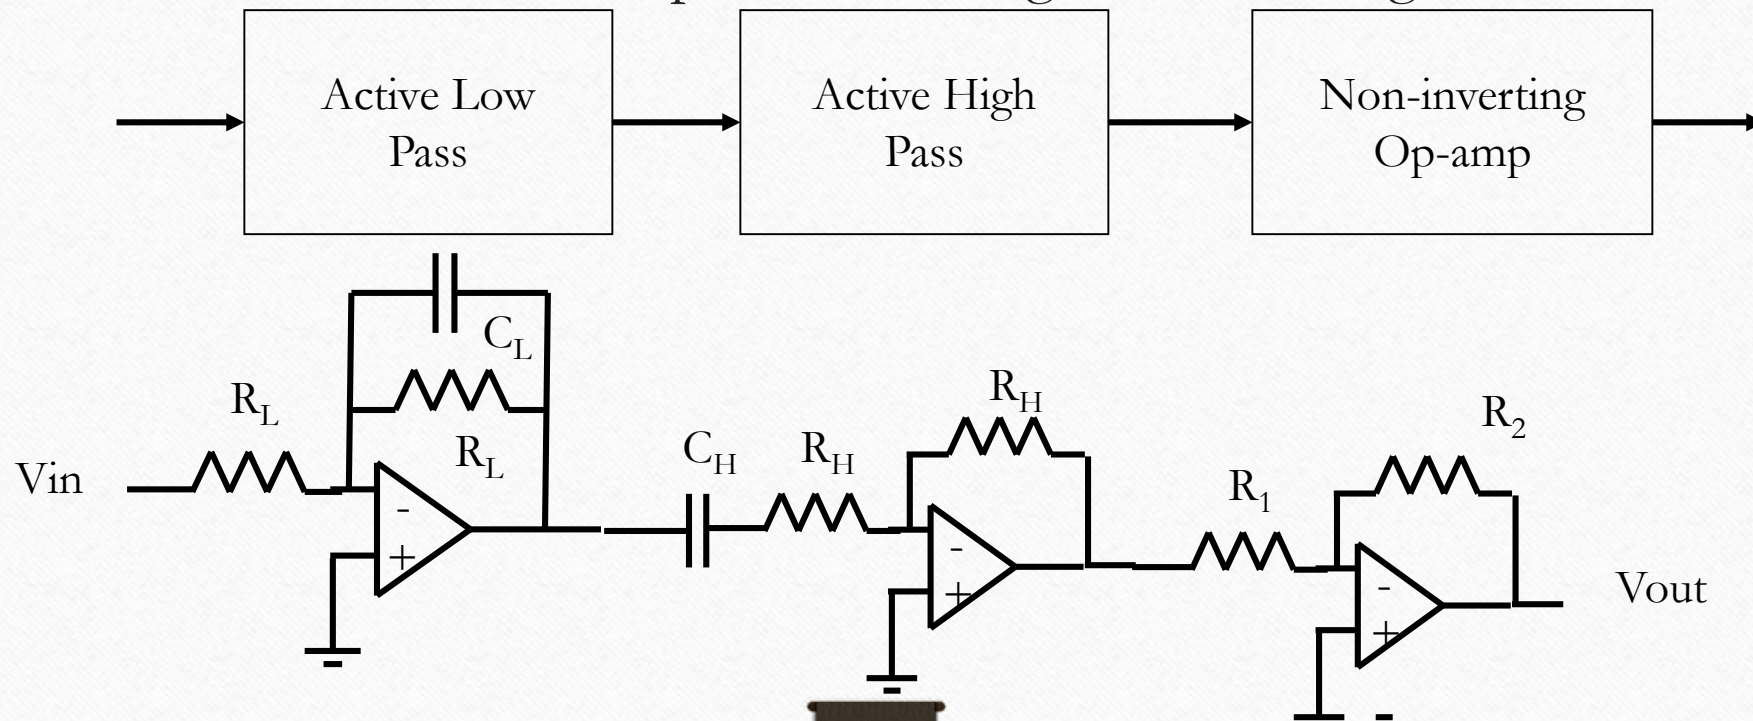 Active Low
Pass
Active High
Pass
Non-inverting
Op-amp
C_L
R_L
R_L
Vin
-
+
C_H
R_H
R_H
-
+
R_1
R_2
-
+
Vout